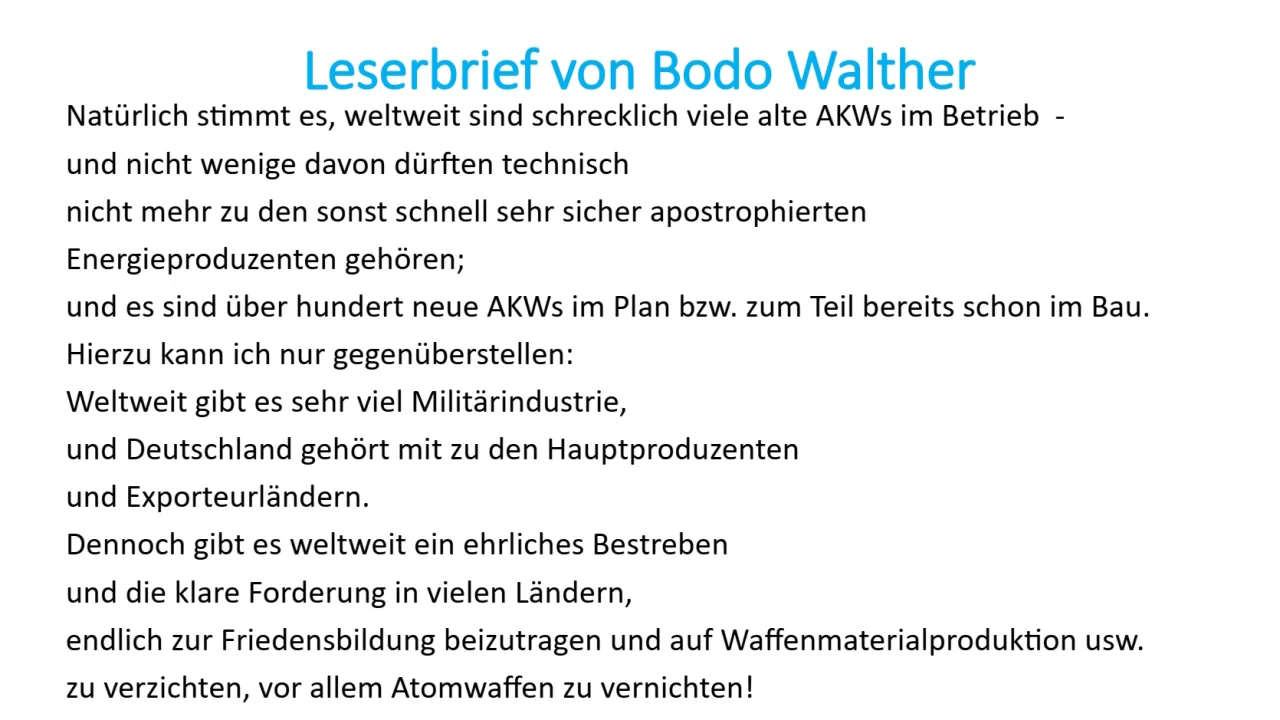 Leserbrief von Bodo Walther
Natürlich stimmt es, weltweit sind schrecklich viele alte AKWs im Betrieb  -
und nicht wenige davon dürften technisch
nicht mehr zu den sonst schnell sehr sicher apostrophierten
Energieproduzenten gehören;
und es sind über hundert neue AKWs im Plan bzw. zum Teil bereits schon im Bau.
Hierzu kann ich nur gegenüberstellen:
Weltweit gibt es sehr viel Militärindustrie,
und Deutschland gehört mit zu den Hauptproduzenten
und Exporteurländern.
Dennoch gibt es weltweit ein ehrliches Bestreben
und die klare Forderung in vielen Ländern,
endlich zur Friedensbildung beizutragen und auf Waffenmaterialproduktion usw.
zu verzichten, vor allem Atomwaffen zu vernichten!